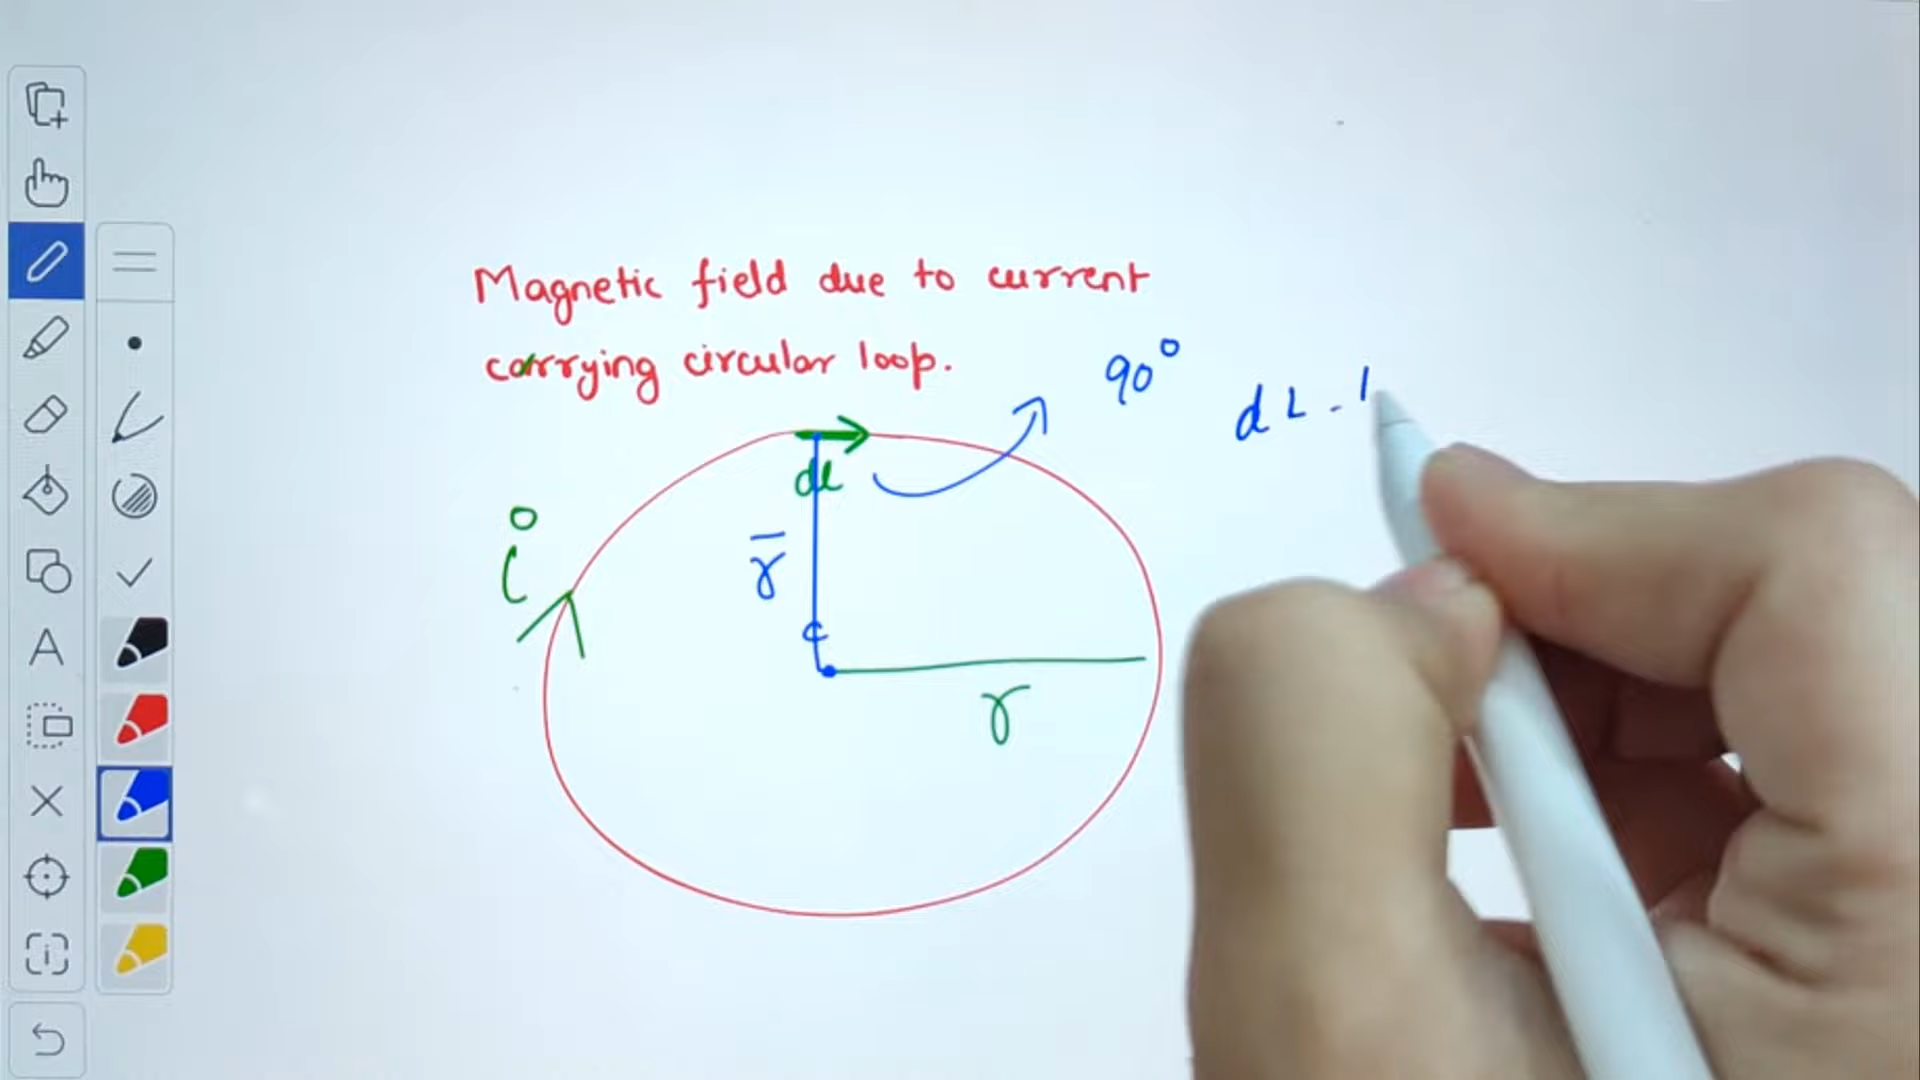 Magnetic field due to current
carrying circular loop.
90°
dL
dl
i
r̄
c
r
A